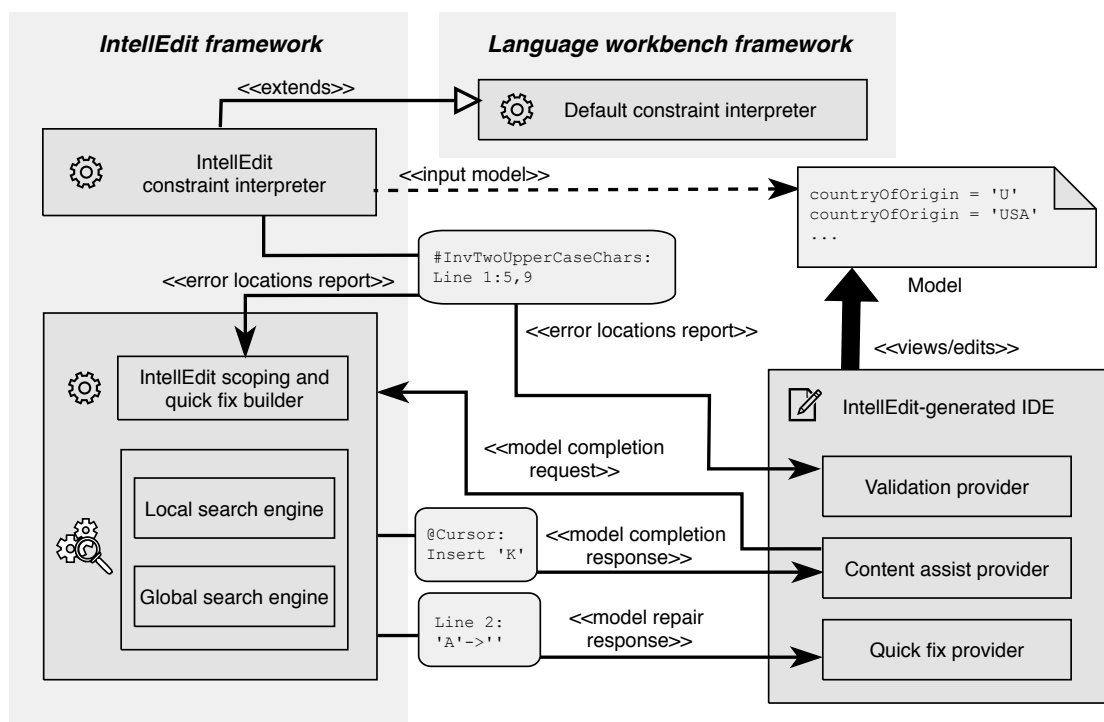 IntellEdit framework
Language workbench framework
<<extends>>
Default constraint interpreter
IntellEdit
constraint interpreter
<<input model>>
countryOfOrigin = 'U'
countryOfOrigin = 'USA'
...
Model
#InvTwoUpperCaseChars:
Line 1:5,9
<<error locations report>>
<<error locations report>>
<<views/edits>>
IntellEdit scoping and
quick fix builder
IntellEdit-generated IDE
<<model completion
request>>
Validation provider
Local search engine
@Cursor:
Insert 'K'
<<model completion
response>>
Content assist provider
Global search engine
Line 2:
'A'->''
<<model repair
response>>
Quick fix provider